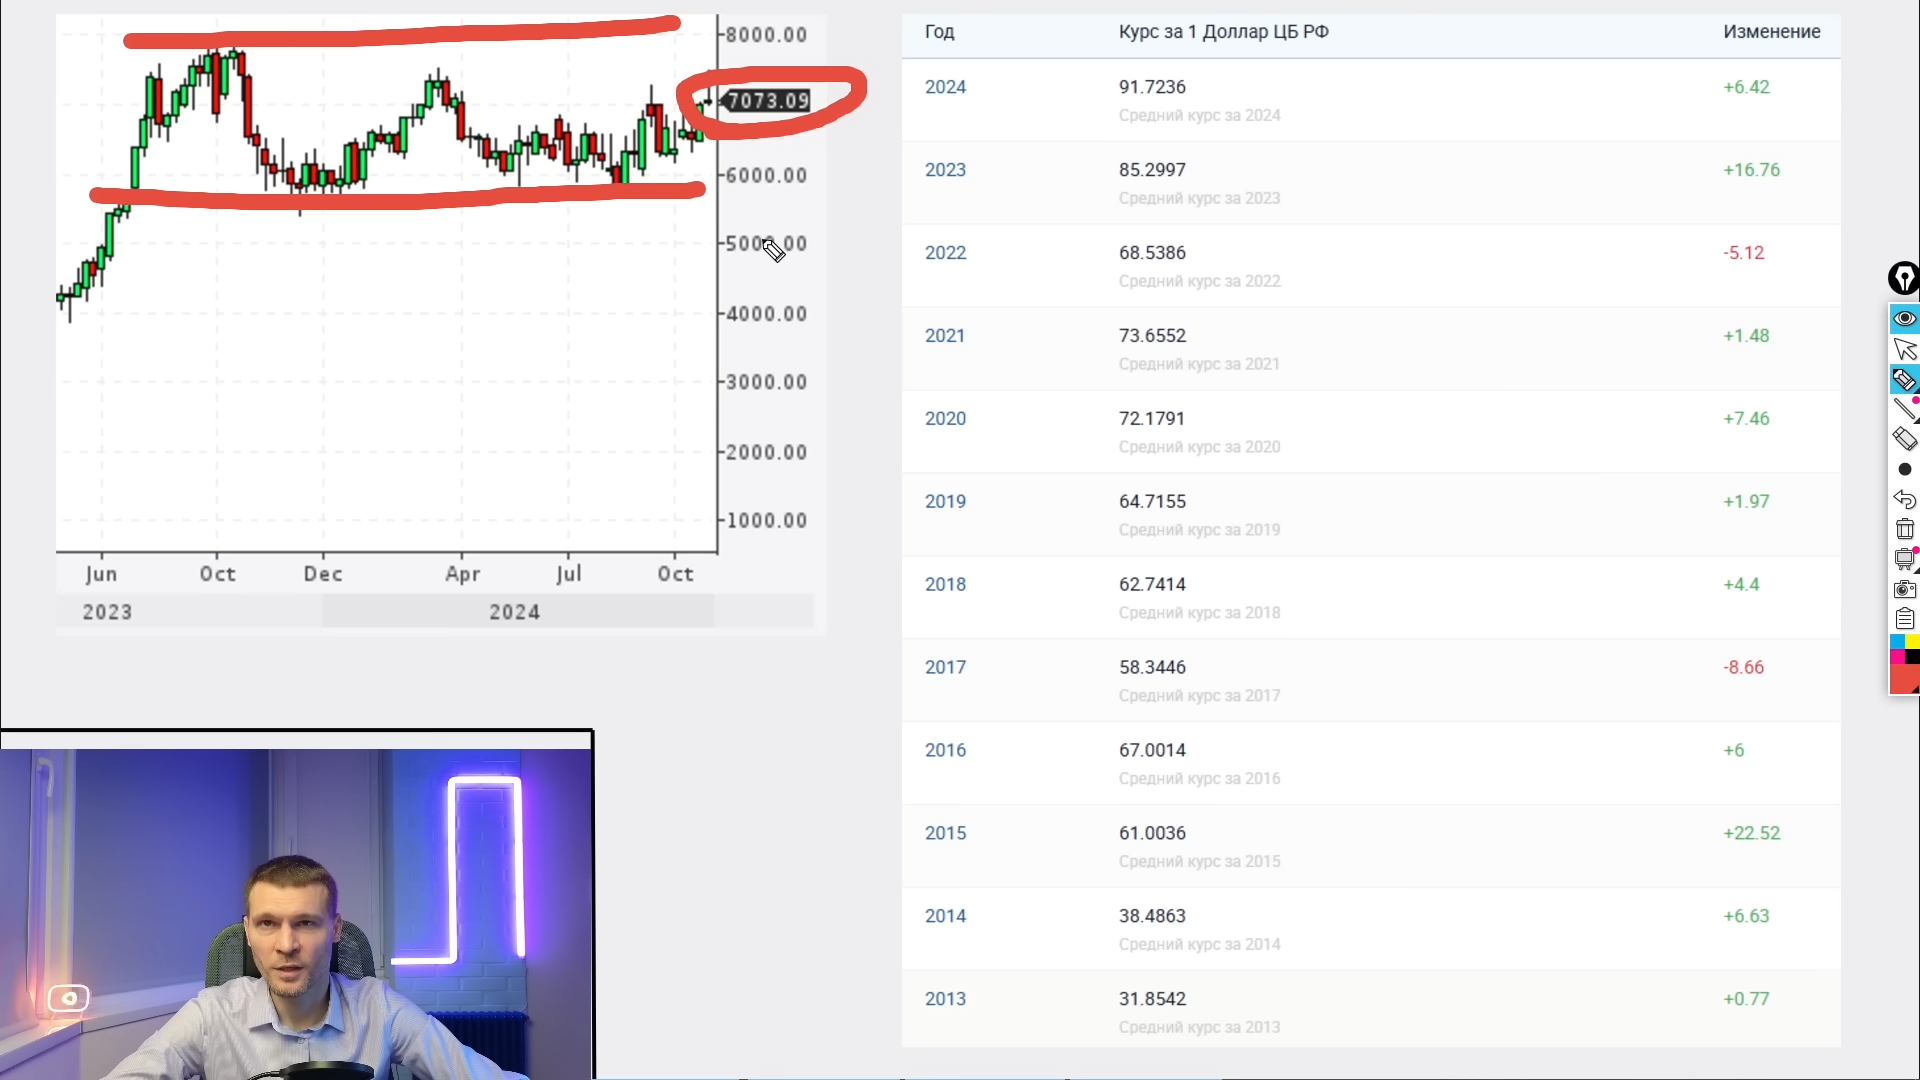 8000.00
7073.09
6000.00
5000.00
4000.00
3000.00
2000.00
1000.00
Jun Oct Dec Apr Jul Oct
2023 2024
Год Курс за 1 Доллар ЦБ РФ Изменение
2024 91.7236 +6.42
Средний курс за 2024
2023 85.2997 +16.76
Средний курс за 2023
2022 68.5386 -5.12
Средний курс за 2022
2021 73.6552 +1.48
Средний курс за 2021
2020 72.1791 +7.46
Средний курс за 2020
2019 64.7155 +1.97
Средний курс за 2019
2018 62.7414 +4.4
Средний курс за 2018
2017 58.3446 -8.66
Средний курс за 2017
2016 67.0014 +6
Средний курс за 2016
2015 61.0036 +22.52
Средний курс за 2015
2014 38.4863 +6.63
Средний курс за 2014
2013 31.8542 +0.77
Средний курс за 2013